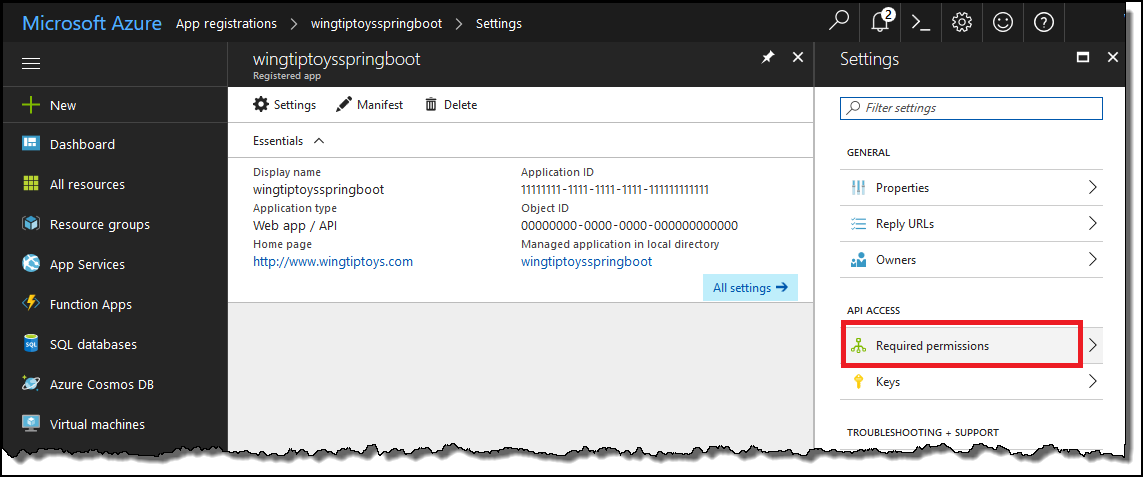 Microsoft Azure App registrations > wingtiptoysspringboot > Settings
2
New
Dashboard
All resources
Resource groups
App Services
Function Apps
SQL
SQL databases
Azure Cosmos DB
Virtual machines
wingtiptoysspringboot
Registered app
Settings Manifest Delete
Essentials
Display name
wingtiptoysspringboot
Application type
Web app / API
Home page
http://www.wingtiptoys.com
Application ID
11111111-1111-1111-1111-111111111111
Object ID
00000000-0000-0000-000000000000
Managed application in local directory
wingtiptoysspringboot
All settings
Settings
Filter settings
GENERAL
Properties
Reply URLs
Owners
API ACCESS
Required permissions
Keys
TROUBLESHOOTING + SUPPORT